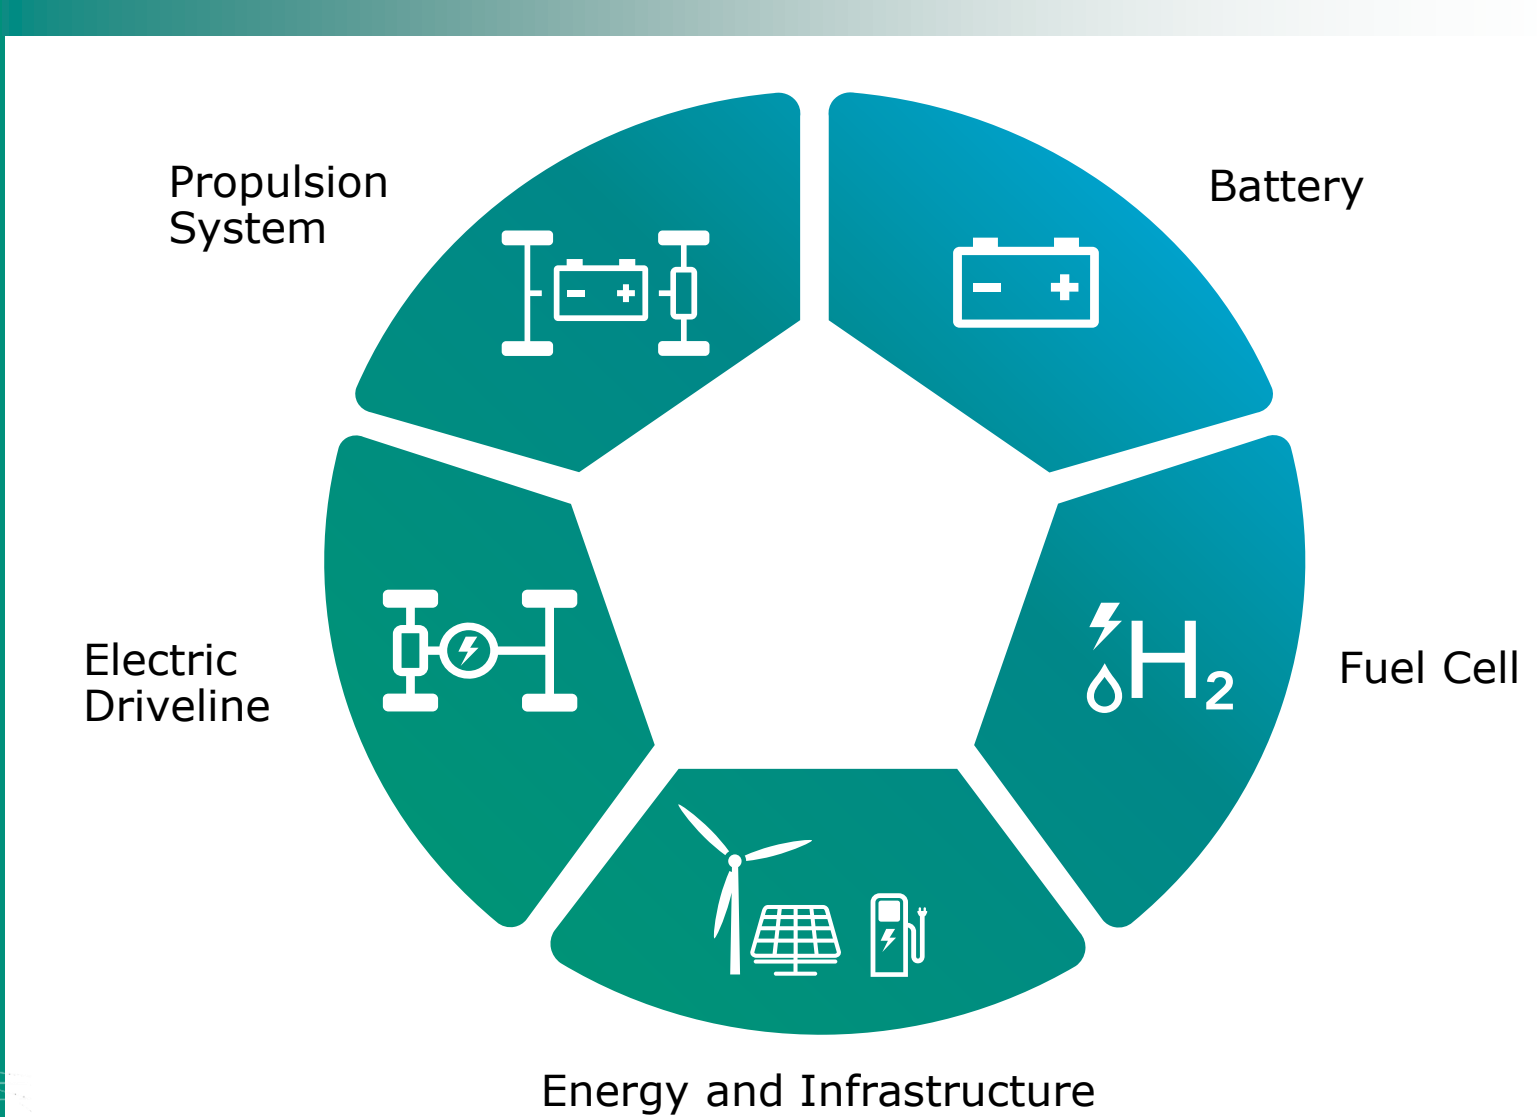 Propulsion
System
Battery
Electric
Driveline
H2
Fuel Cell
Energy and Infrastructure